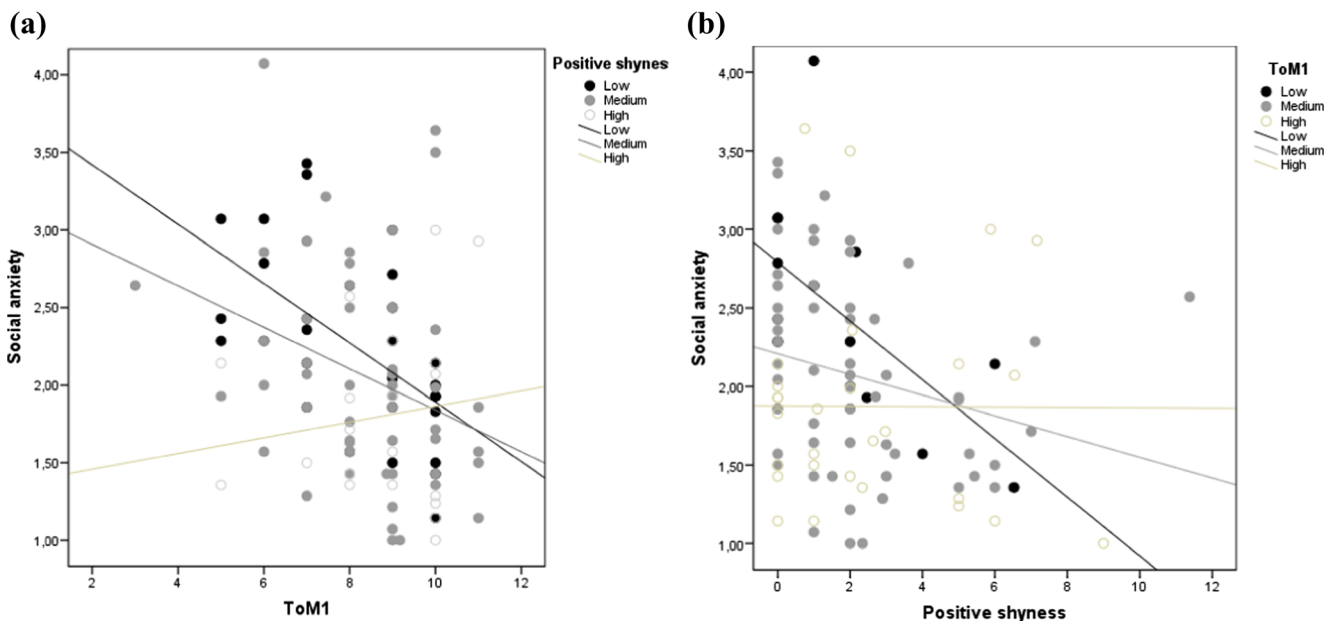 (a)
4,00
3,50
3,00
2,50
2,00
1,50
1,00
Social anxiety
2 4 6 8 10 12
ToM1
Positive shynes
Low
Medium
High
Low
Medium
High
(b)
4,00
3,50
3,00
2,50
2,00
1,50
1,00
Social anxiety
0 2 4 6 8 10 12
Positive shyness
ToM1
Low
Medium
High
Low
Medium
High